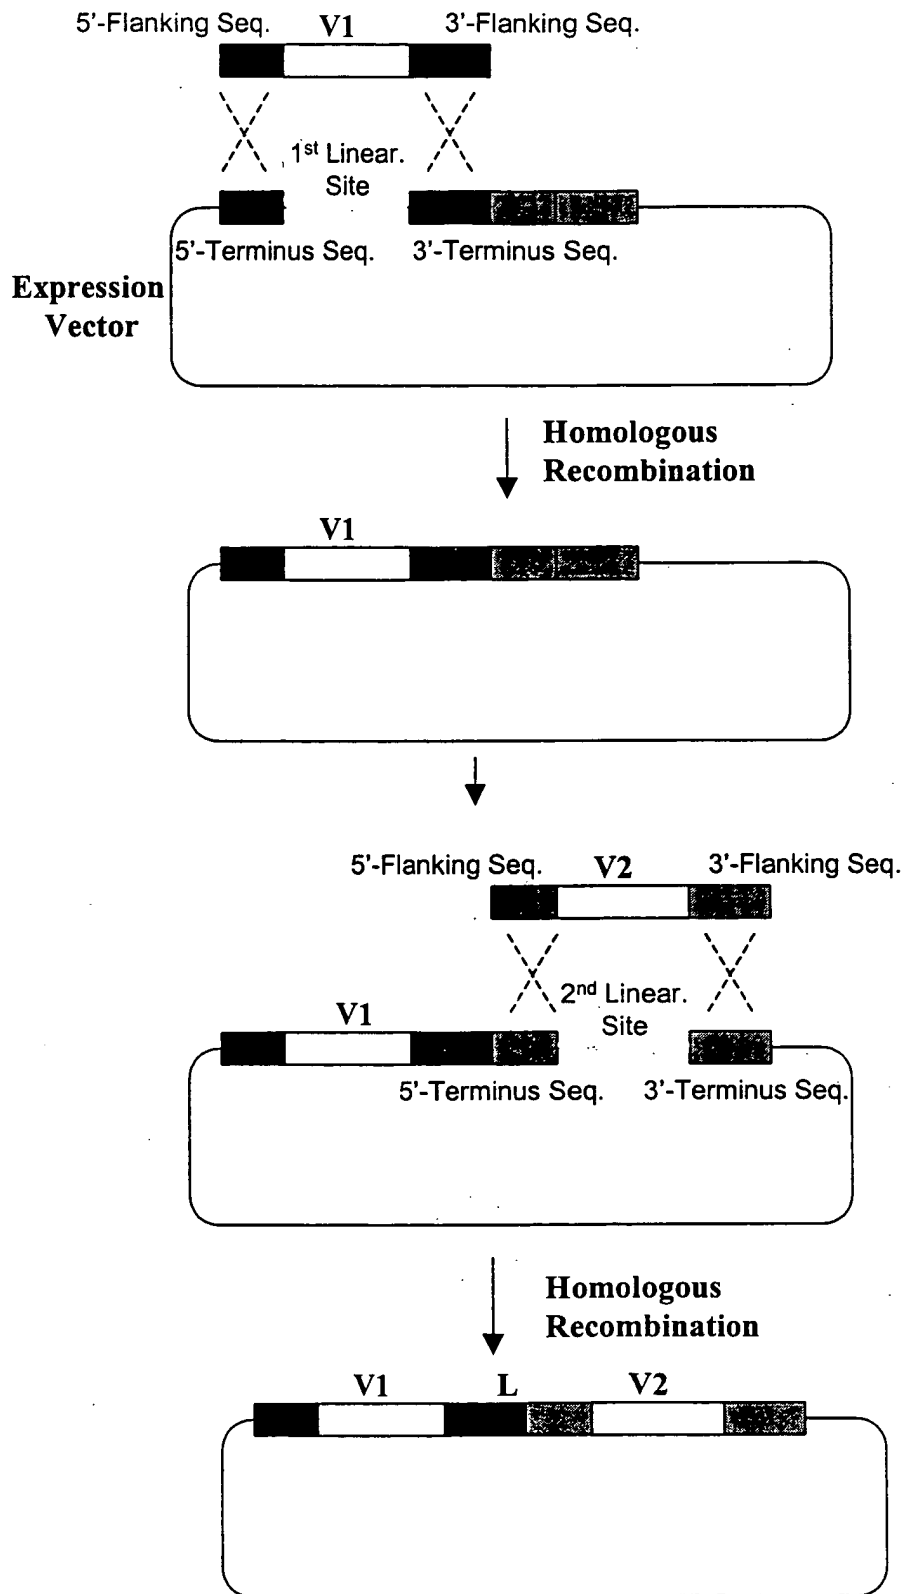 5'-Flanking Seq. V1 3'-Flanking Seq.
1st Linear.
Site
5'-Terminus Seq. 3'-Terminus Seq.
Expression
Vector
Homologous
Recombination
V1
5'-Flanking Seq. V2 3'-Flanking Seq.
2nd Linear.
Site
V1
5'-Terminus Seq. 3'-Terminus Seq.
Homologous
Recombination
V1 L V2